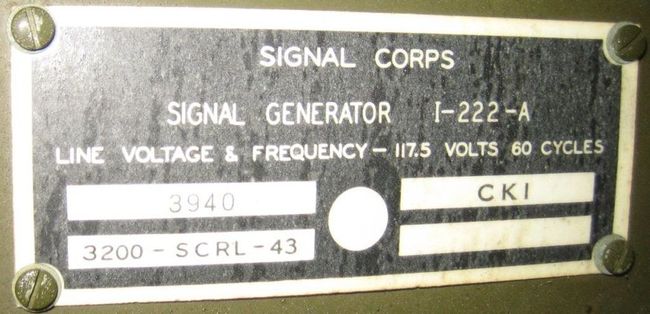 SIGNAL CORPS
SIGNAL GENERATOR I-222-A
LINE VOLTAGE & FREQUENCY - 117.5 VOLTS 60 CYCLES
3940
CKI
3200 - SCRL - 43